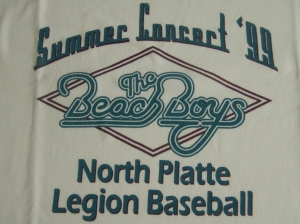 Summer Concert '99
The
Beach Boys
North Platte
Legion Baseball